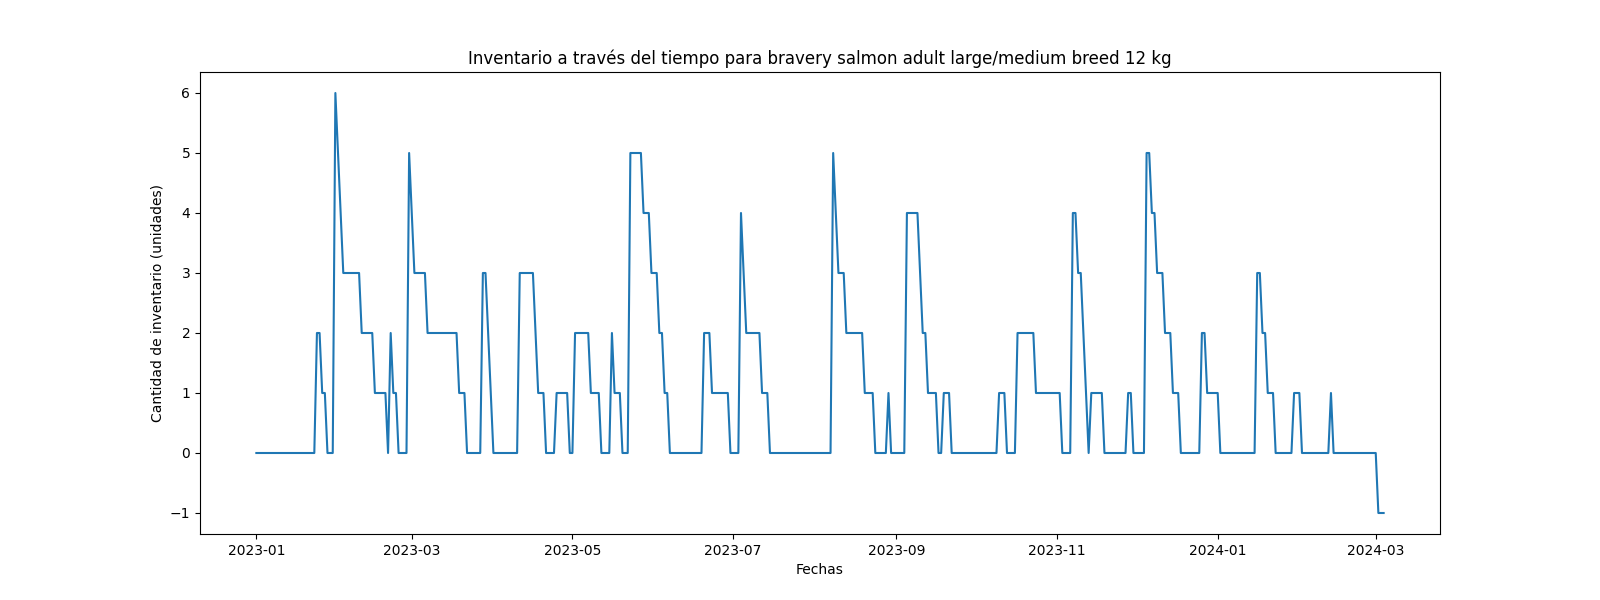 Inventario a través del tiempo para bravery salmon adult large/medium breed 12 kg
Cantidad de inventario (unidades)
6
5
4
3
2
1
0
−1
2023-01 2023-03 2023-05 2023-07 2023-09 2023-11 2024-01 2024-03
Fechas